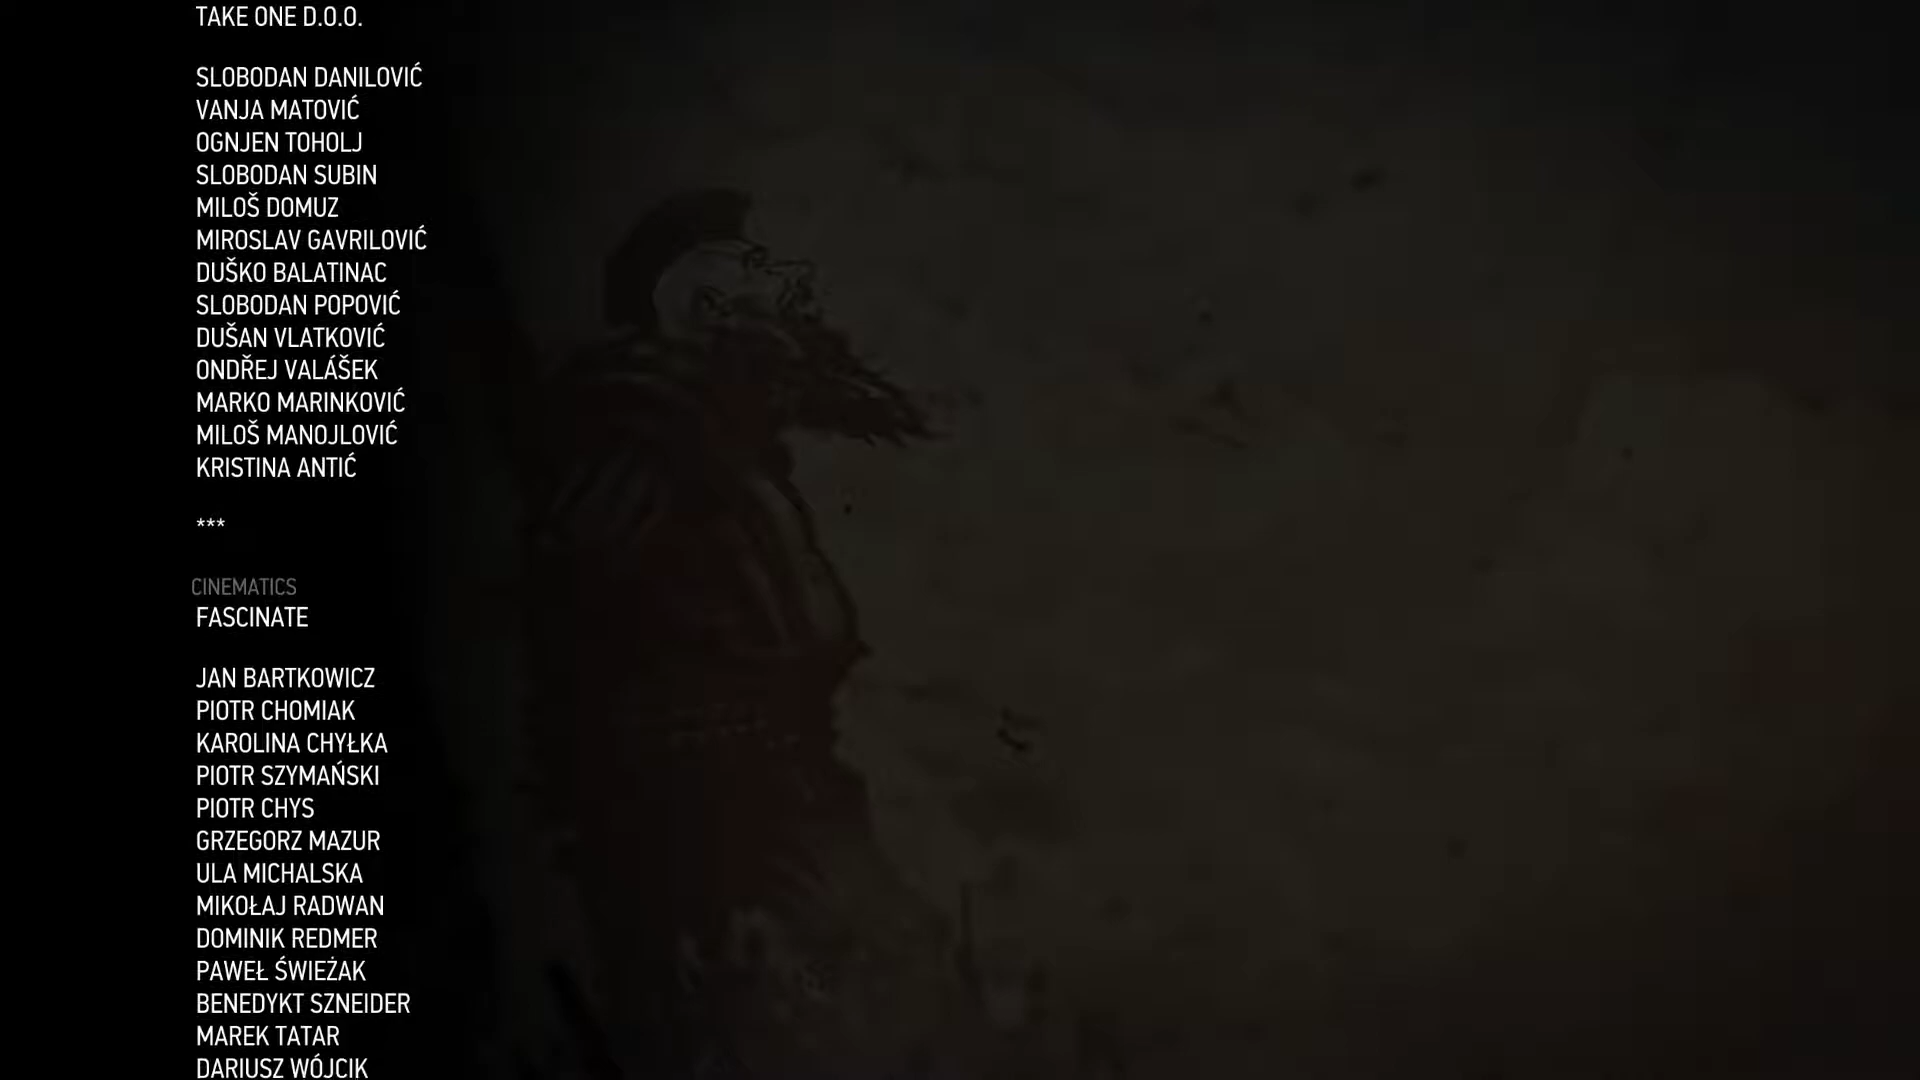 TAKE ONE D.O.O.
SLOBODAN DANILOVIĆ
VANJA MATOVIĆ
OGNJEN TOHOLJ
SLOBODAN SUBIN
MILOŠ DOMUZ
MIROSLAV GAVRILOVIĆ
DUŠKO BALATINAC
SLOBODAN POPOVIĆ
DUŠAN VLATKOVIĆ
ONDŘEJ VALÁŠEK
MARKO MARINKOVIĆ
MILOŠ MANOJLOVIĆ
KRISTINA ANTIĆ
***
CINEMATICS
FASCINATE
JAN BARTKOWICZ
PIOTR CHOMIAK
KAROLINA CHYŁKA
PIOTR SZYMAŃSKI
PIOTR CHYS
GRZEGORZ MAZUR
ULA MICHALSKA
MIKOŁAJ RADWAN
DOMINIK REDMER
PAWEŁ ŚWIEŻAK
BENEDYKT SZNEIDER
MAREK TATAR
DARIUSZ WÓJCIK